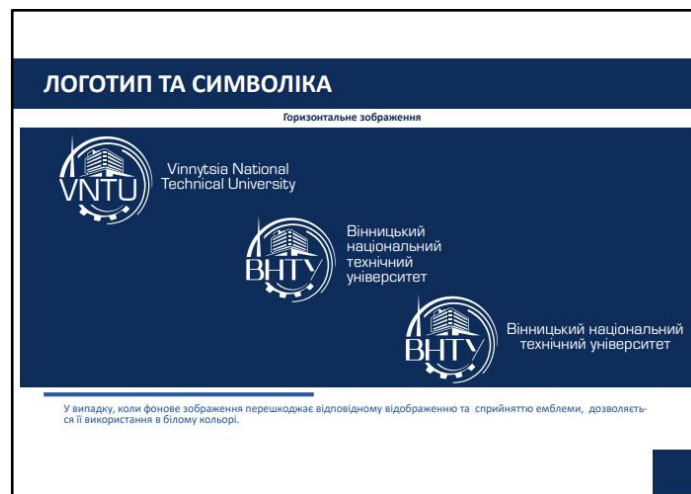 ЛОГОТИП ТА СИМВОЛІКА
Горизонтальне зображення
VNTU
Vinnytsia National
Technical University
ВНТУ
Вінницький
національний
технічний
університет
ВНТУ
Вінницький національний
технічний університет
У випадку, коли фонове зображення перешкоджає відповідному відображенню та сприйняттю емблеми, дозволяєть-
ся її використання в білому кольорі.